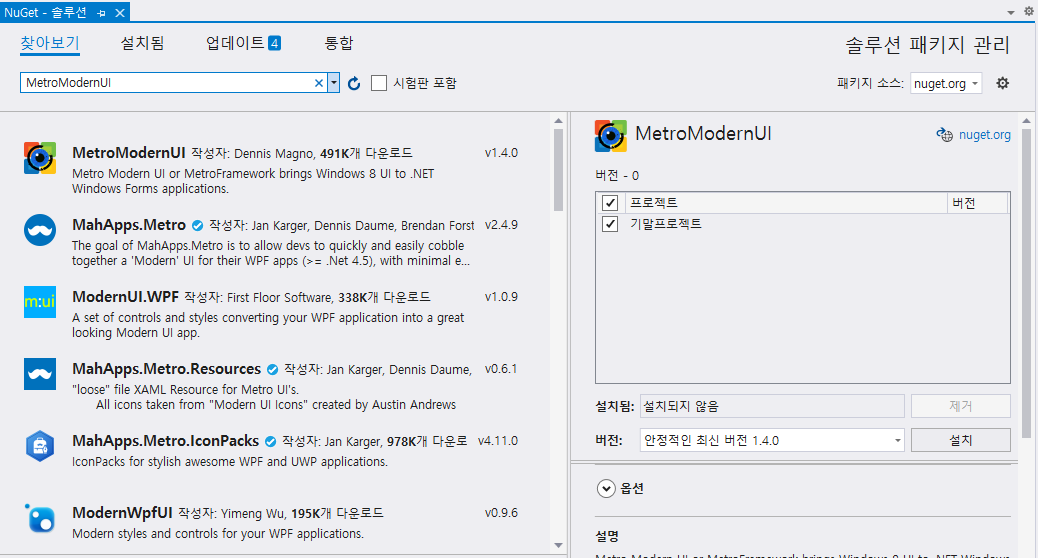 NuGet - 솔루션
찾아보기 설치됨 업데이트 4 통합
솔루션 패키지 관리
MetroModernUI
시험판 포함
패키지 소스: nuget.org
MetroModernUI 작성자: Dennis Magno, 491K개 다운로드 v1.4.0
Metro Modern UI or MetroFramework brings Windows 8 UI to .NET
Windows Forms applications.
MahApps.Metro 작성자: Jan Karger, Dennis Daume, Brendan Forst v2.4.9
The goal of MahApps.Metro is to allow devs to quickly and easily cobble
together a 'Modern' UI for their WPF apps (>= .Net 4.5), with minimal e...
m:ui
ModernUI.WPF 작성자: First Floor Software, 338K개 다운로드 v1.0.9
A set of controls and styles converting your WPF application into a great
looking Modern UI app.
MahApps.Metro.Resources 작성자: Jan Karger, Dennis Daume, v0.6.1
"loose" file XAML Resource for Metro UI's.
All icons taken from "Modern UI Icons" created by Austin Andrews
MahApps.Metro.IconPacks 작성자: Jan Karger, 978K개 다운로 v4.11.0
IconPacks for stylish awesome WPF and UWP applications.
ModernWpfUI 작성자: Yimeng Wu, 195K개 다운로드 v0.9.6
Modern styles and controls for your WPF applications.
MetroModernUI
nuget.org
버전 - 0
프로젝트 버전
기말프로젝트
설치됨: 설치되지 않음 제거
버전: 안정적인 최신 버전 1.4.0 설치
옵션
설명
Metro Modern UI or MetroFramework brings Windows 8 UI to .NET Windows